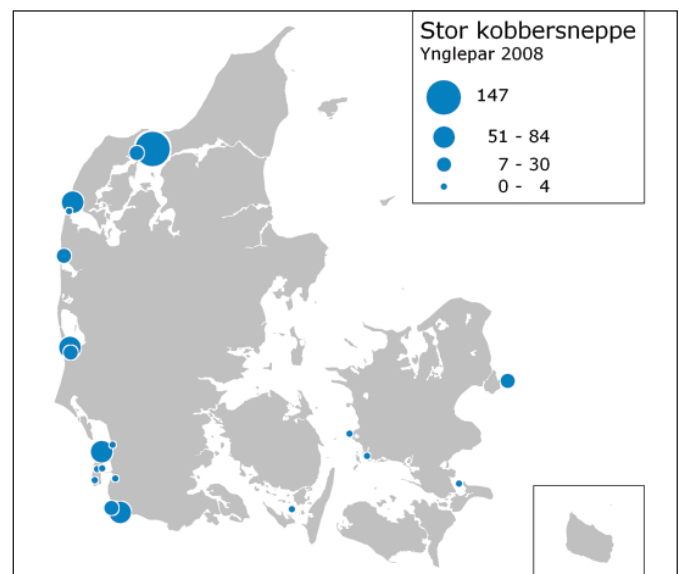 Stor kobbersneppe
Ynglepar 2008
147
51 - 84
7 - 30
0 - 4